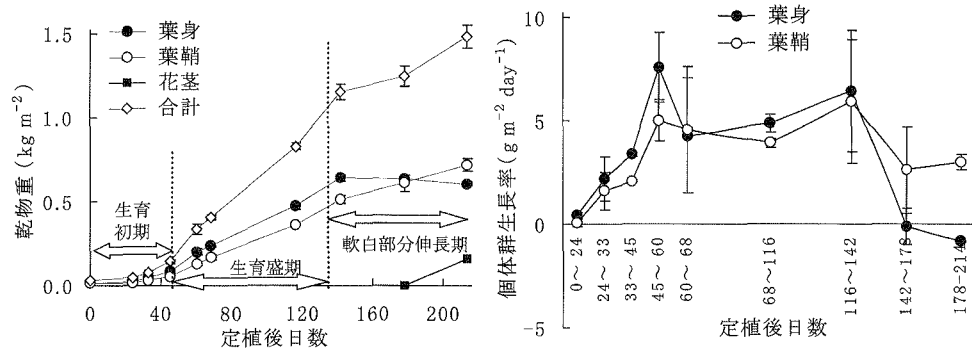 葉身
葉鞘
花茎
合計
乾物重 (kg m⁻²)
1.5
1.0
0.5
0.0
生育
初期
生育盛期
軟白部分伸長期
0 40 80 120 160 200
定植後日数
葉身
葉鞘
個体群生長率 (g m⁻² day⁻¹)
10
5
0
-5
0～24
24～33
33～45
45～60
60～68
68～116
116～142
142～178
178-214
定植後日数